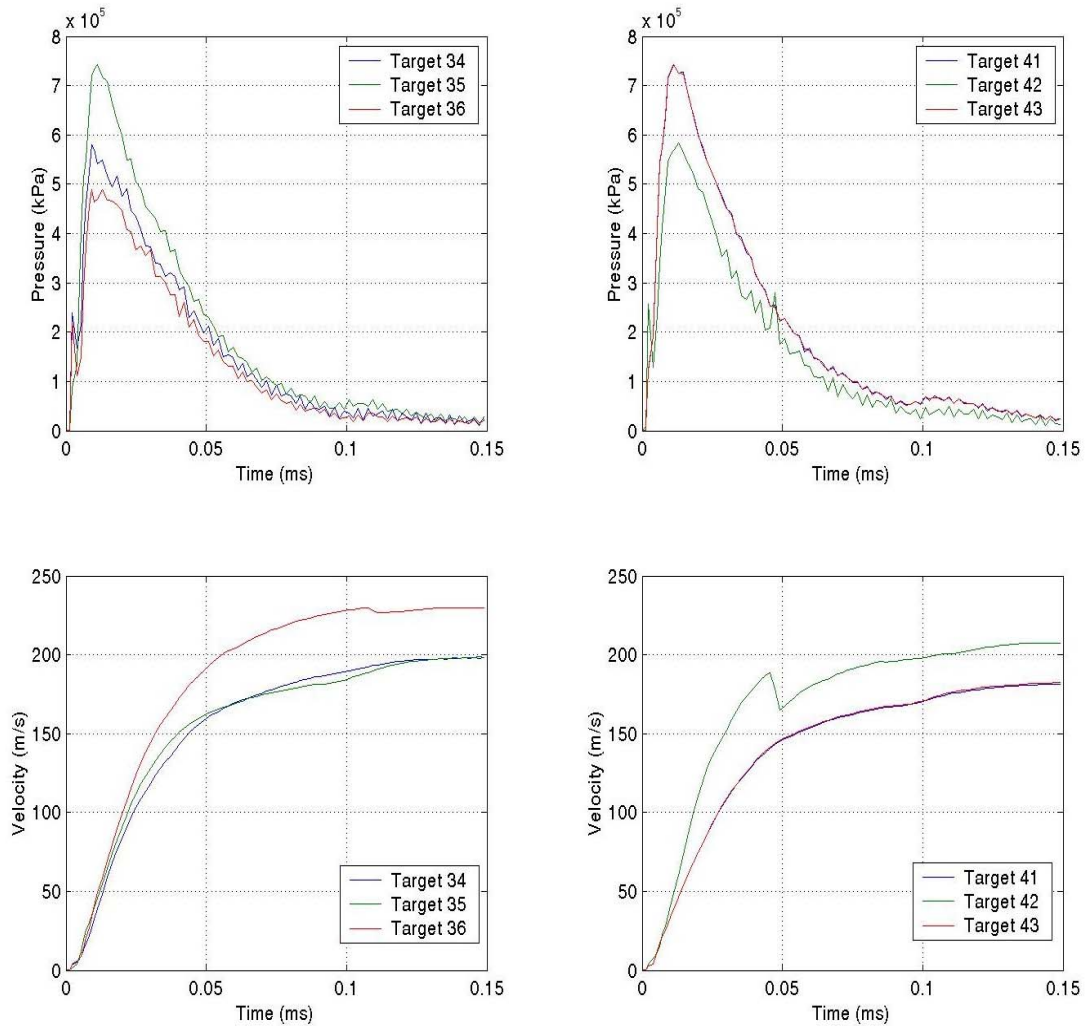 x 10⁵
8
7
6
5
4
3
2
1
0
Pressure (kPa)
Target 34
Target 35
Target 36
0
0.05
0.1
0.15
Time (ms)
x 10⁵
8
7
6
5
4
3
2
1
0
Pressure (kPa)
Target 41
Target 42
Target 43
0
0.05
0.1
0.15
Time (ms)
250
200
150
100
50
0
Velocity (m/s)
Target 34
Target 35
Target 36
0
0.05
0.1
0.15
Time (ms)
250
200
150
100
50
0
Velocity (m/s)
Target 41
Target 42
Target 43
0
0.05
0.1
0.15
Time (ms)